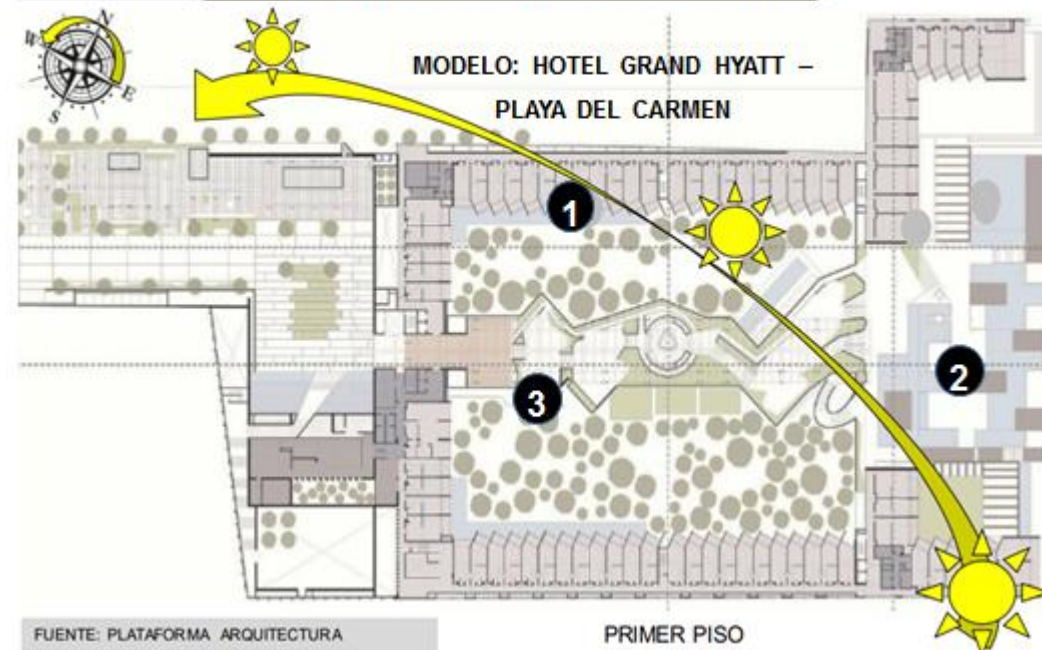 N
W
E
S
MODELO: HOTEL GRAND HYATT –
PLAYA DEL CARMEN
1
2
3
FUENTE: PLATAFORMA ARQUITECTURA
PRIMER PISO